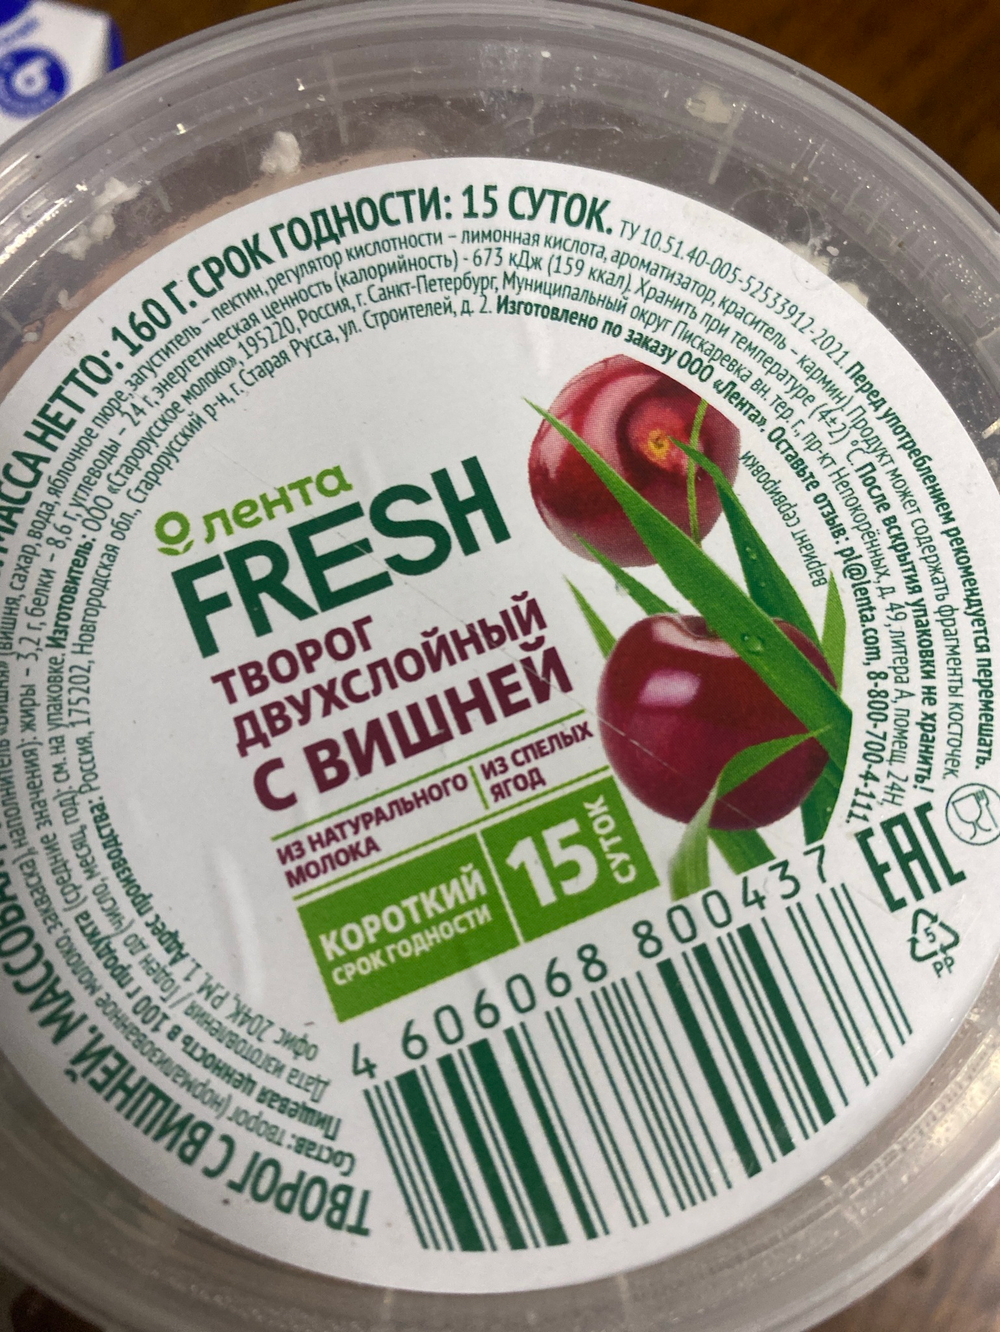 ТВОРОГ С ВИШНЕЙ. МАССОВАЯ МАССА НЕТТО: 160 Г. СРОК ГОДНОСТИ: 15 СУТОК. ТУ 10.51.40-005-52533912-2021. Перед употреблением рекомендуется перемешать.
Состав: творог (нормализованное молоко, закваска), наполнитель «Вишня» (вишня, сахар, вода, яблочное пюре, загуститель – пектин, регулятор кислотности – лимонная кислота, ароматизатор, краситель – кармин). Продукт может содержать фрагменты косточек.
Пищевая ценность в 100 г продукта (средние значения): жиры – 3,2 г, белки – 8,6 г, углеводы – 24 г, энергетическая ценность (калорийность) - 673 кДж (159 ккал). Хранить при температуре (4±2) °С. После вскрытия упаковки не хранить!
Дата изготовления / Годен до (число, месяц, год): см. на упаковке. Изготовитель: ООО «Старорусское молоко», 195220, Россия, г. Санкт-Петербург, Муниципальный округ Пискаревка вн. тер. г., пр-кт Непокорённых, д. 49, литера А, помещ. 24Н,
офис 204К, Р.М. 1. Адрес производства: Россия, 175202, Новгородская обл., Старорусский р-н, г. Старая Русса, ул. Строителей, д. 2. Изготовлено по заказу ООО «Лента». Оставьте отзыв: pl@lenta.com, 8-800-700-4-111.
вариант сервировки
лента
FRESH
ТВОРОГ
ДВУХСЛОЙНЫЙ
С ВИШНЕЙ
ИЗ НАТУРАЛЬНОГО МОЛОКА
ИЗ СПЕЛЫХ ЯГОД
КОРОТКИЙ
СРОК ГОДНОСТИ
15 СУТОК
EAC
5
PP
4 606068 800437